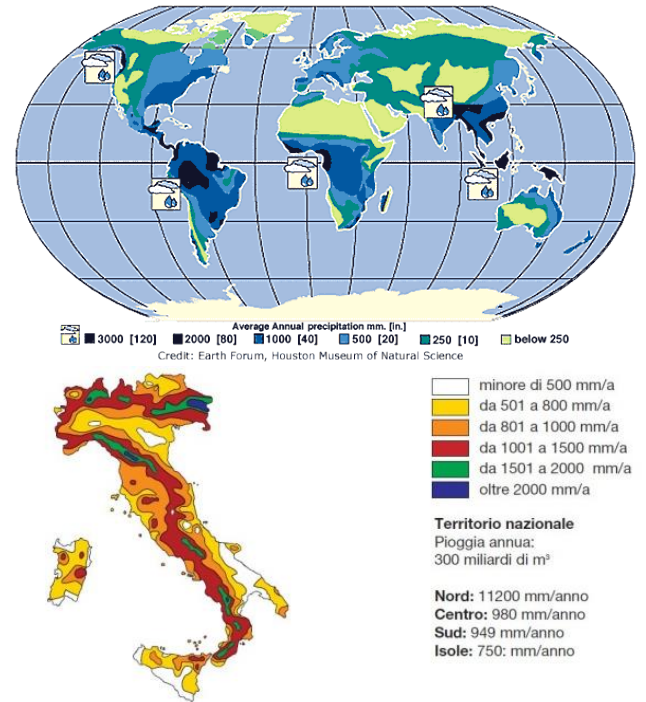 Average Annual precipitation mm. [in.]
3000 [120] 2000 [80] 1000 [40] 500 [20] 250 [10] below 250
Credit: Earth Forum, Houston Museum of Natural Science
minore di 500 mm/a
da 501 a 800 mm/a
da 801 a 1000 mm/a
da 1001 a 1500 mm/a
da 1501 a 2000 mm/a
oltre 2000 mm/a
Territorio nazionale
Pioggia annua:
300 miliardi di m³
Nord: 11200 mm/anno
Centro: 980 mm/anno
Sud: 949 mm/anno
Isole: 750: mm/anno